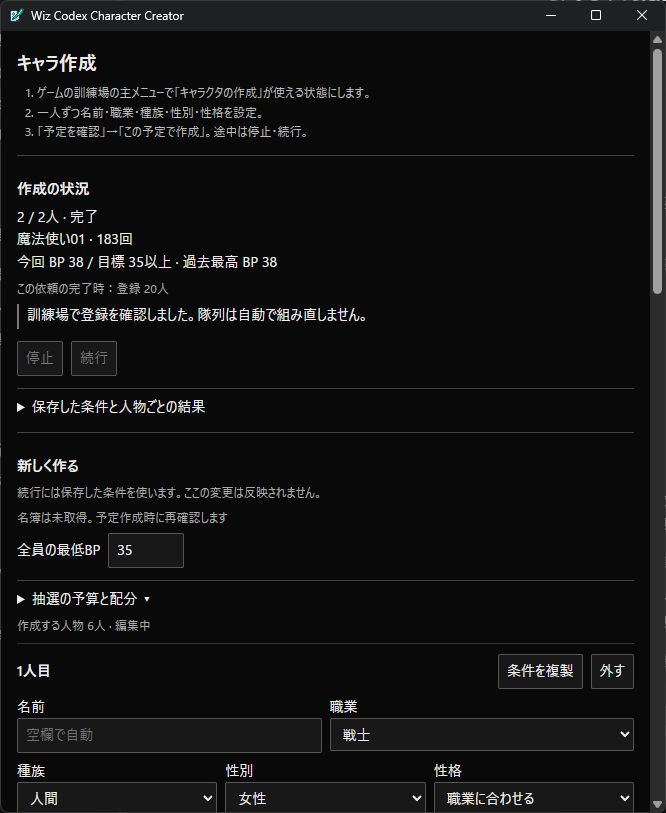 Wiz Codex Character Creator
キャラ作成
1. ゲームの訓練場の主メニューで「キャラクタの作成」が使える状態にします。
2. 一人ずつ名前・職業・種族・性別・性格を設定。
3. 「予定を確認」→「この予定で作成」。途中は停止・続行。
作成の状況
2 / 2人 · 完了
魔法使い01 · 183回
今回 BP 38 / 目標 35以上 · 過去最高 BP 38
この依頼の完了時：登録 20人
訓練場で登録を確認しました。隊列は自動で組み直しません。
停止 続行
▶ 保存した条件と人物ごとの結果
新しく作る
続行には保存した条件を使います。ここの変更は反映されません。
名簿は未取得。予定作成時に再確認します
全員の最低BP 35
▶ 抽選の予算と配分 ▾
作成する人物 6人 · 編集中
1人目 条件を複製 外す
名前 職業
空欄で自動 戦士
種族 性別 性格
人間 女性 職業に合わせる